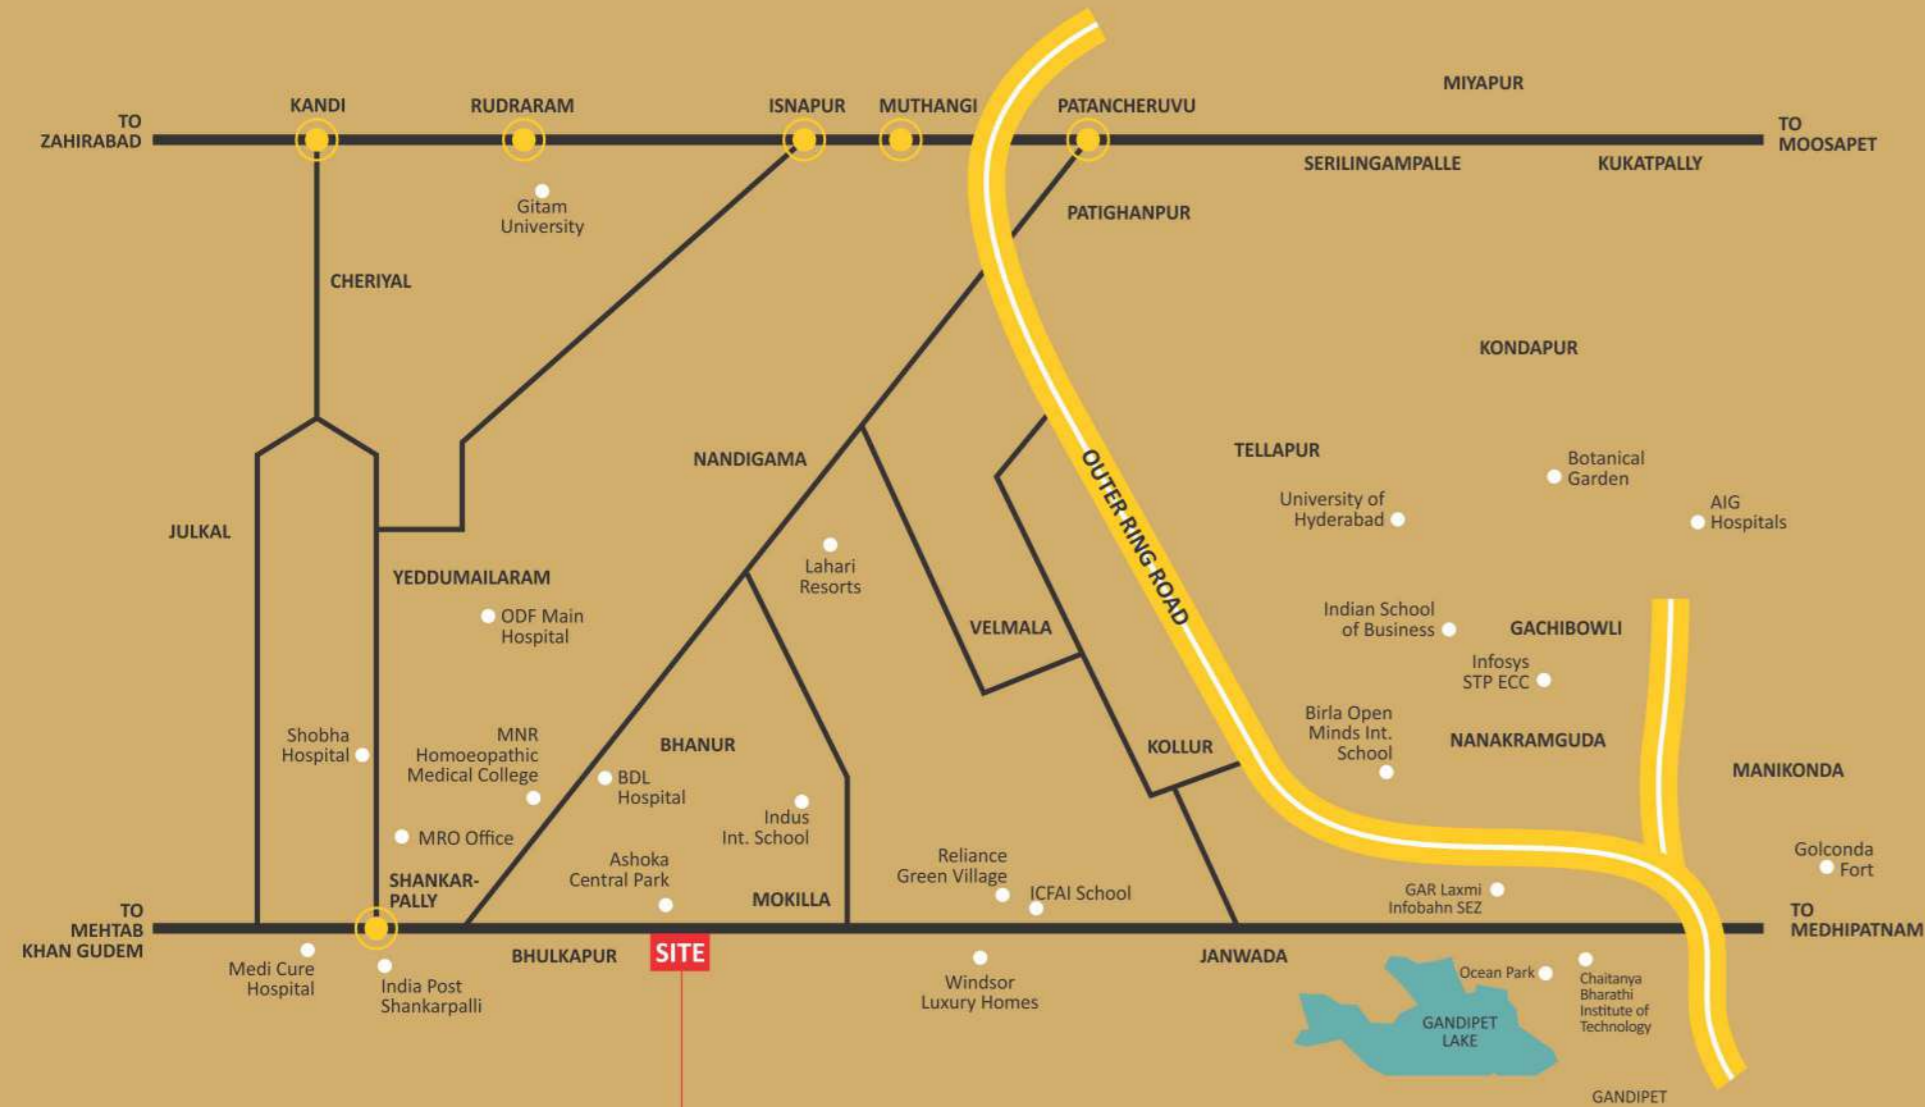 MIYAPUR
KANDI
RUDRARAM
ISNAPUR
MUTHANGI
PATANCHERUVU
TO
ZAHIRABAD
TO
MOOSAPET
SERILINGAMPALLE
KUKATPALLY
Gitam
University
PATIGHANPUR
CHERIYAL
KONDAPUR
NANDIGAMA
TELLAPUR
OUTER RING ROAD
Botanical
Garden
University of
Hyderabad
AIG
Hospitals
JULKAL
YEDDUMAILARAM
Lahari
Resorts
ODF Main
Hospital
VELMALA
Indian School
of Business
GACHIBOWLI
Infosys
STP ECC
Shobha
Hospital
MNR
Homoeopathic
Medical College
BHANUR
BDL
Hospital
KOLLUR
Birla Open
Minds Int.
School
NANAKRAMGUDA
MANIKONDA
Indus
Int. School
MRO Office
Ashoka
Central Park
Reliance
Green Village
ICFAI School
Golconda
Fort
SHANKAR-
PALLY
MOKILLA
GAR Laxmi
Infobahn SEZ
TO
MEHTAB
KHAN GUDEM
TO
MEDHIPATNAM
BHULKAPUR
SITE
JANWADA
Medi Cure
Hospital
India Post
Shankarpalli
Windsor
Luxury Homes
Ocean Park
Chaitanya
Bharathi
Institute of
Technology
GANDIPET
LAKE
GANDIPET